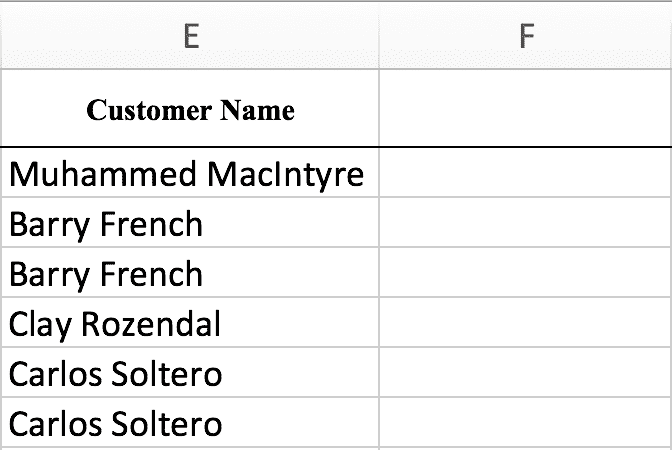 E F
Customer Name
Muhammed MacIntyre
Barry French
Barry French
Clay Rozendal
Carlos Soltero
Carlos Soltero